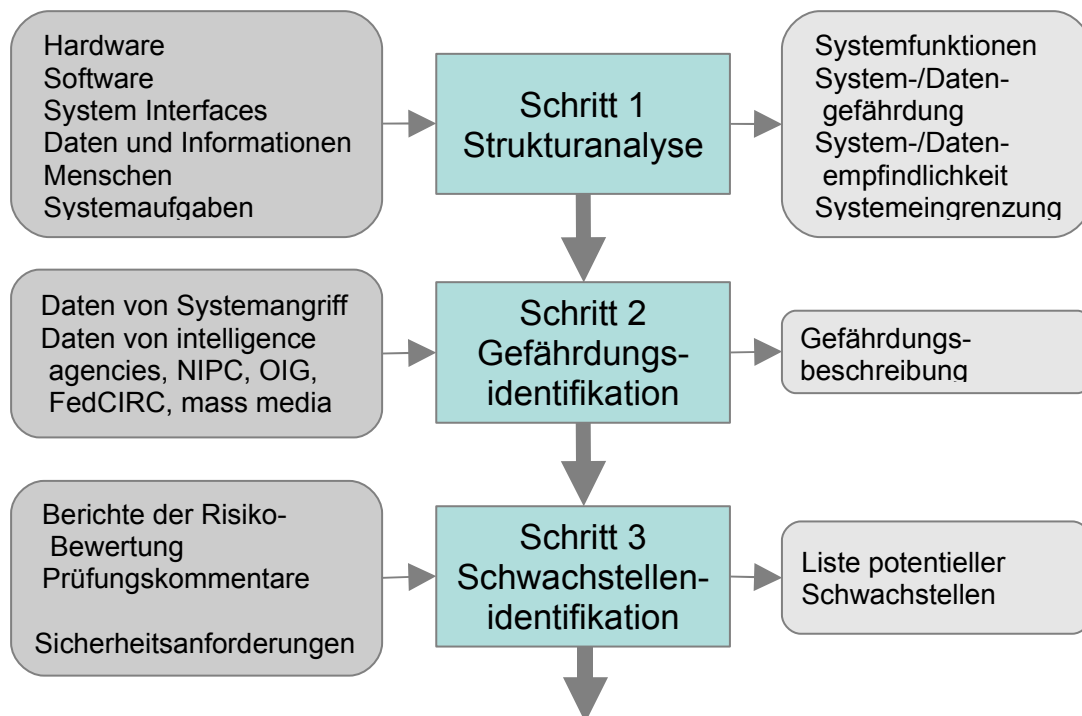 Hardware
Software
System Interfaces
Daten und Informationen
Menschen
Systemaufgaben
Schritt 1
Strukturanalyse
Systemfunktionen
System-/Daten-
gefährdung
System-/Daten-
empfindlichkeit
Systemeingrenzung
Daten von Systemangriff
Daten von intelligence
agencies, NIPC, OIG,
FedCIRC, mass media
Schritt 2
Gefährdungs-
identifikation
Gefährdungs-
beschreibung
Berichte der Risiko-
Bewertung
Prüfungskommentare
Sicherheitsanforderungen
Schritt 3
Schwachstellen-
identifikation
Liste potentieller
Schwachstellen